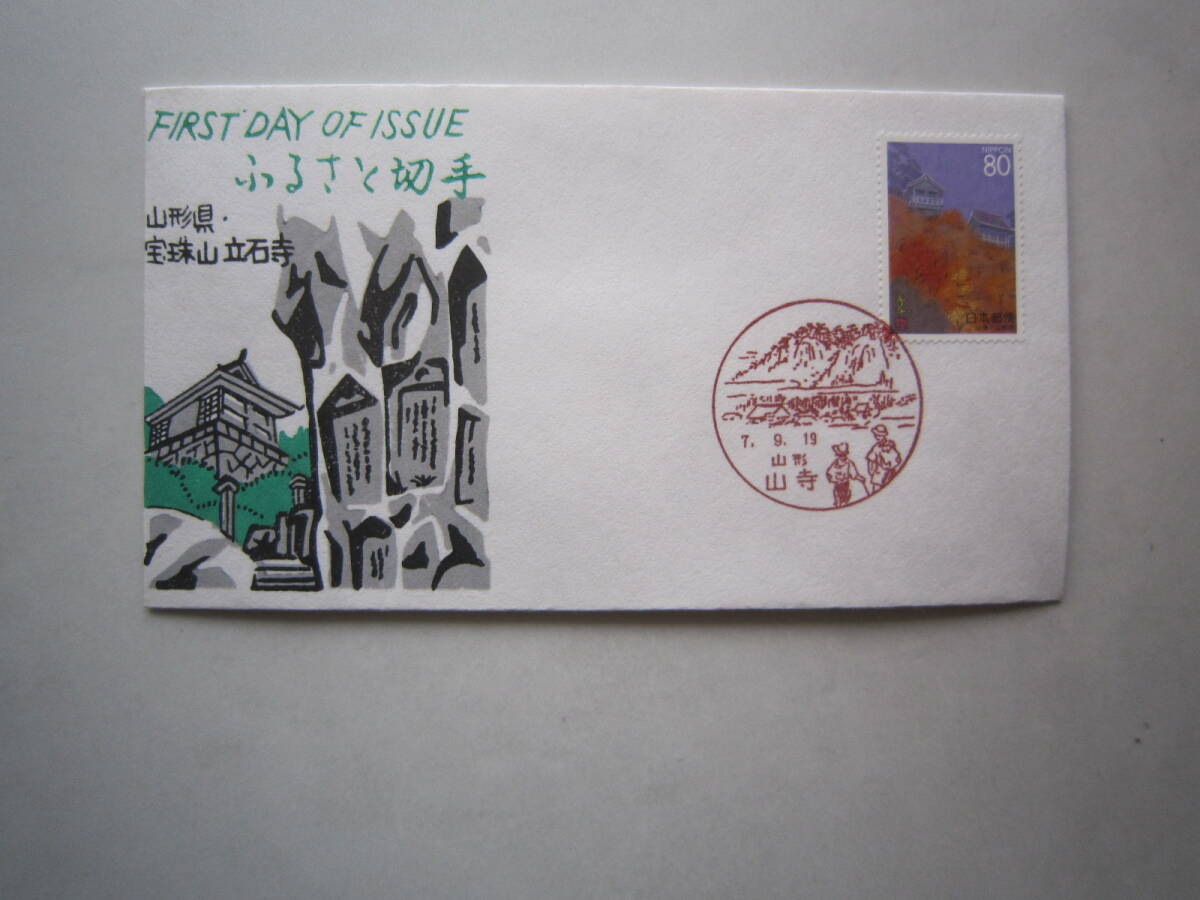 FIRST DAY OF ISSUE
ふるさと切手
山形県・
宝珠山 立石寺
NIPPON
80
日本郵便
7. 9. 19
山形
山寺